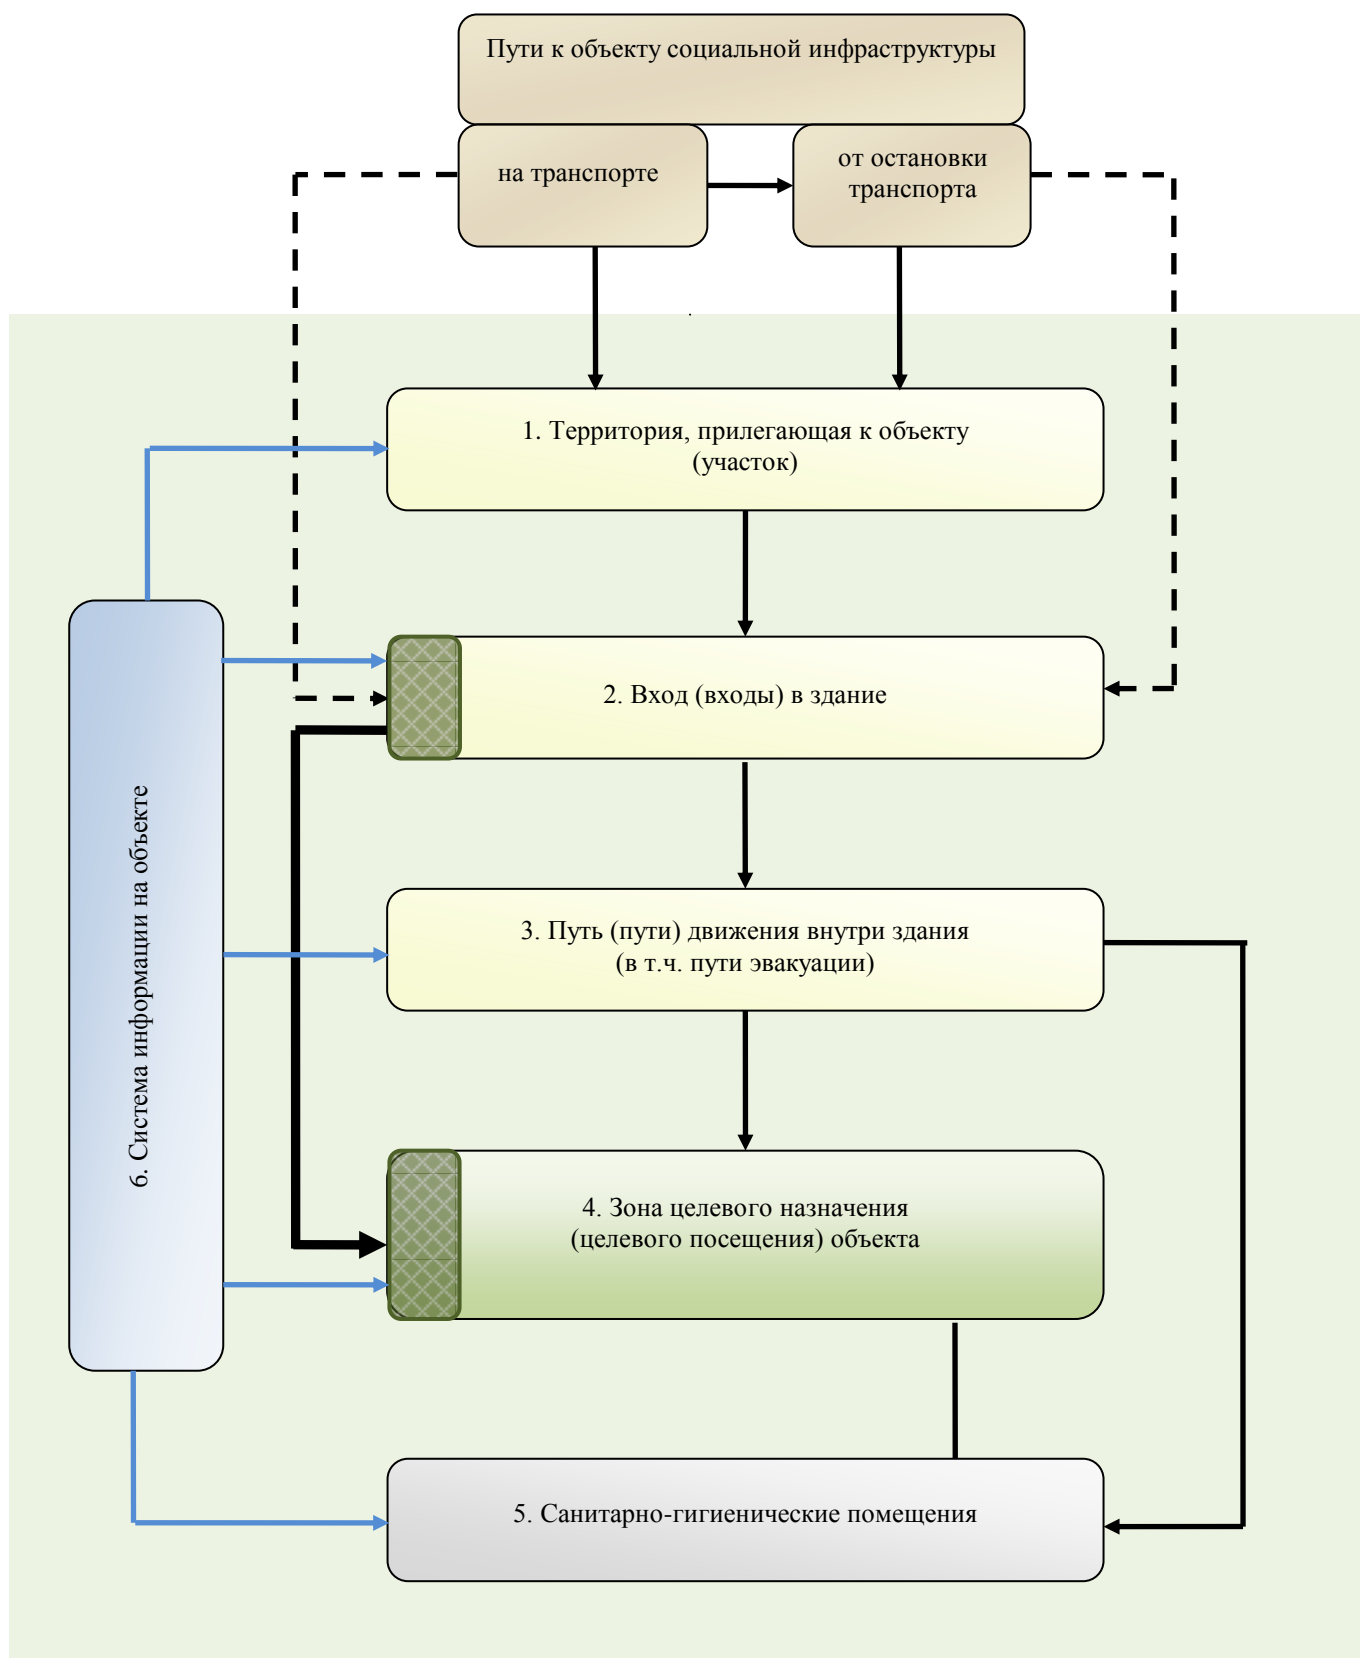 Пути к объекту социальной инфраструктуры
на транспорте
от остановки
транспорта
1. Территория, прилегающая к объекту
(участок)
2. Вход (входы) в здание
6. Система информации на объекте
3. Путь (пути) движения внутри здания
(в т.ч. пути эвакуации)
4. Зона целевого назначения
(целевого посещения) объекта
5. Санитарно-гигиенические помещения